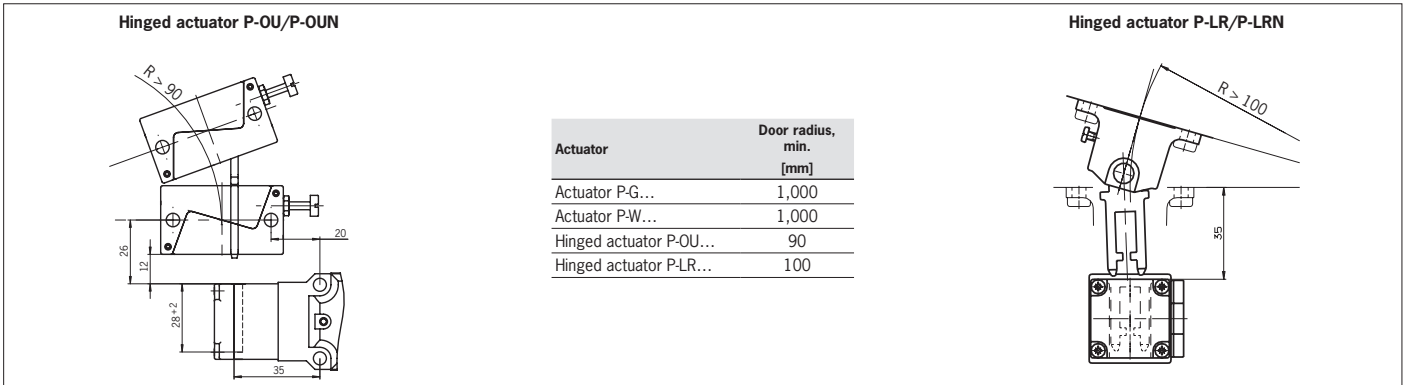 Hinged actuator P-OU/P-OUN
R > 90
26
12
20
28+2
35
Actuator
Door radius, min. [mm]
Actuator P-G… 1,000
Actuator P-W… 1,000
Hinged actuator P-OU… 90
Hinged actuator P-LR… 100
Hinged actuator P-LR/P-LRN
R > 100
35